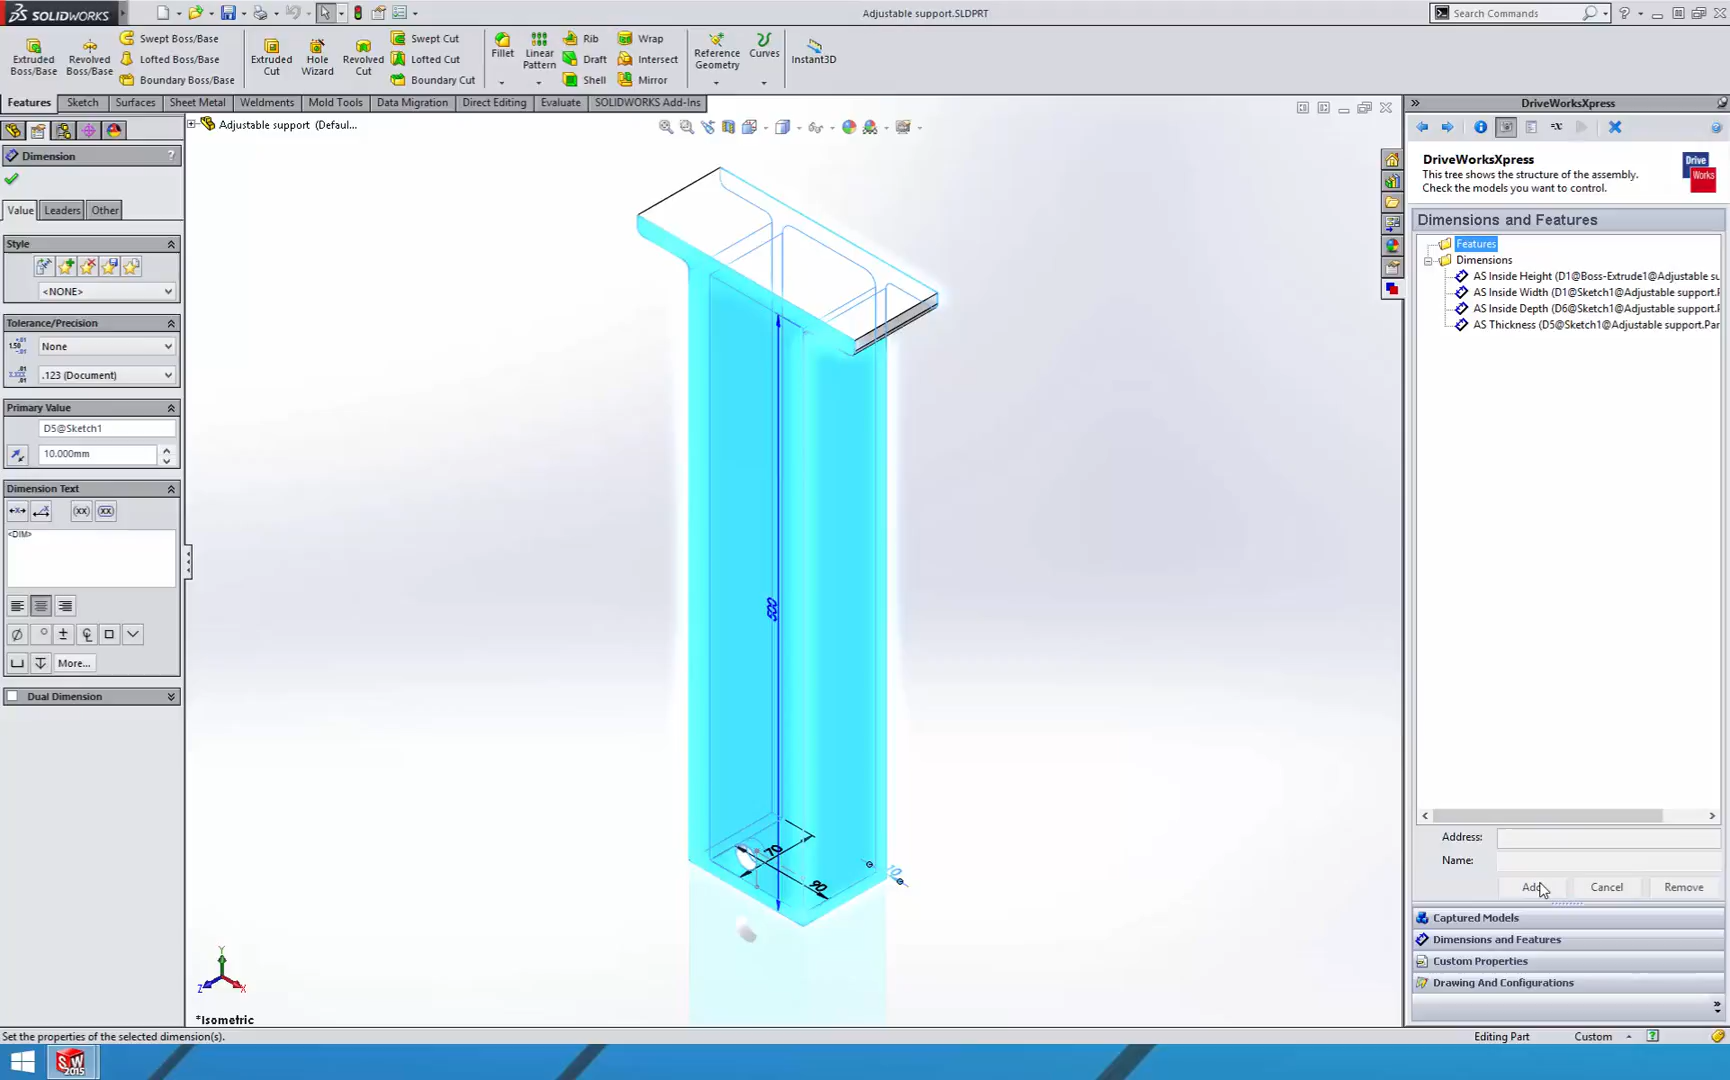 SOLIDWORKS
Adjustable support.SLDPRT
Search Commands
Extruded Boss/Base
Revolved Boss/Base
Swept Boss/Base
Lofted Boss/Base
Boundary Boss/Base
Extruded Cut
Hole Wizard
Revolved Cut
Swept Cut
Lofted Cut
Boundary Cut
Fillet
Linear Pattern
Rib
Draft
Shell
Wrap
Intersect
Mirror
Reference Geometry
Curves
Instant3D
Features Sketch Surfaces Sheet Metal Weldments Mold Tools Data Migration Direct Editing Evaluate SOLIDWORKS Add-Ins
Adjustable support (Defaul...
Dimension
?
Value Leaders Other
Style
<NONE>
Tolerance/Precision
None
.123 (Document)
Primary Value
D5@Sketch1
10.000mm
Dimension Text
<DIM>
More...
Dual Dimension
600
70
90
10
Y
Z X
*Isometric
DriveWorksXpress
DriveWorksXpress
This tree shows the structure of the assembly.
Check the models you want to control.
Drive
Works
Dimensions and Features
Features
Dimensions
AS Inside Height (D1@Boss-Extrude1@Adjustable su
AS Inside Width (D1@Sketch1@Adjustable support.F
AS Inside Depth (D6@Sketch1@Adjustable support.F
AS Thickness (D5@Sketch1@Adjustable support.Par
Address:
Name:
Add Cancel Remove
Captured Models
Dimensions and Features
Custom Properties
Drawing And Configurations
Set the properties of the selected dimension(s).
Editing Part
Custom
SW
2015